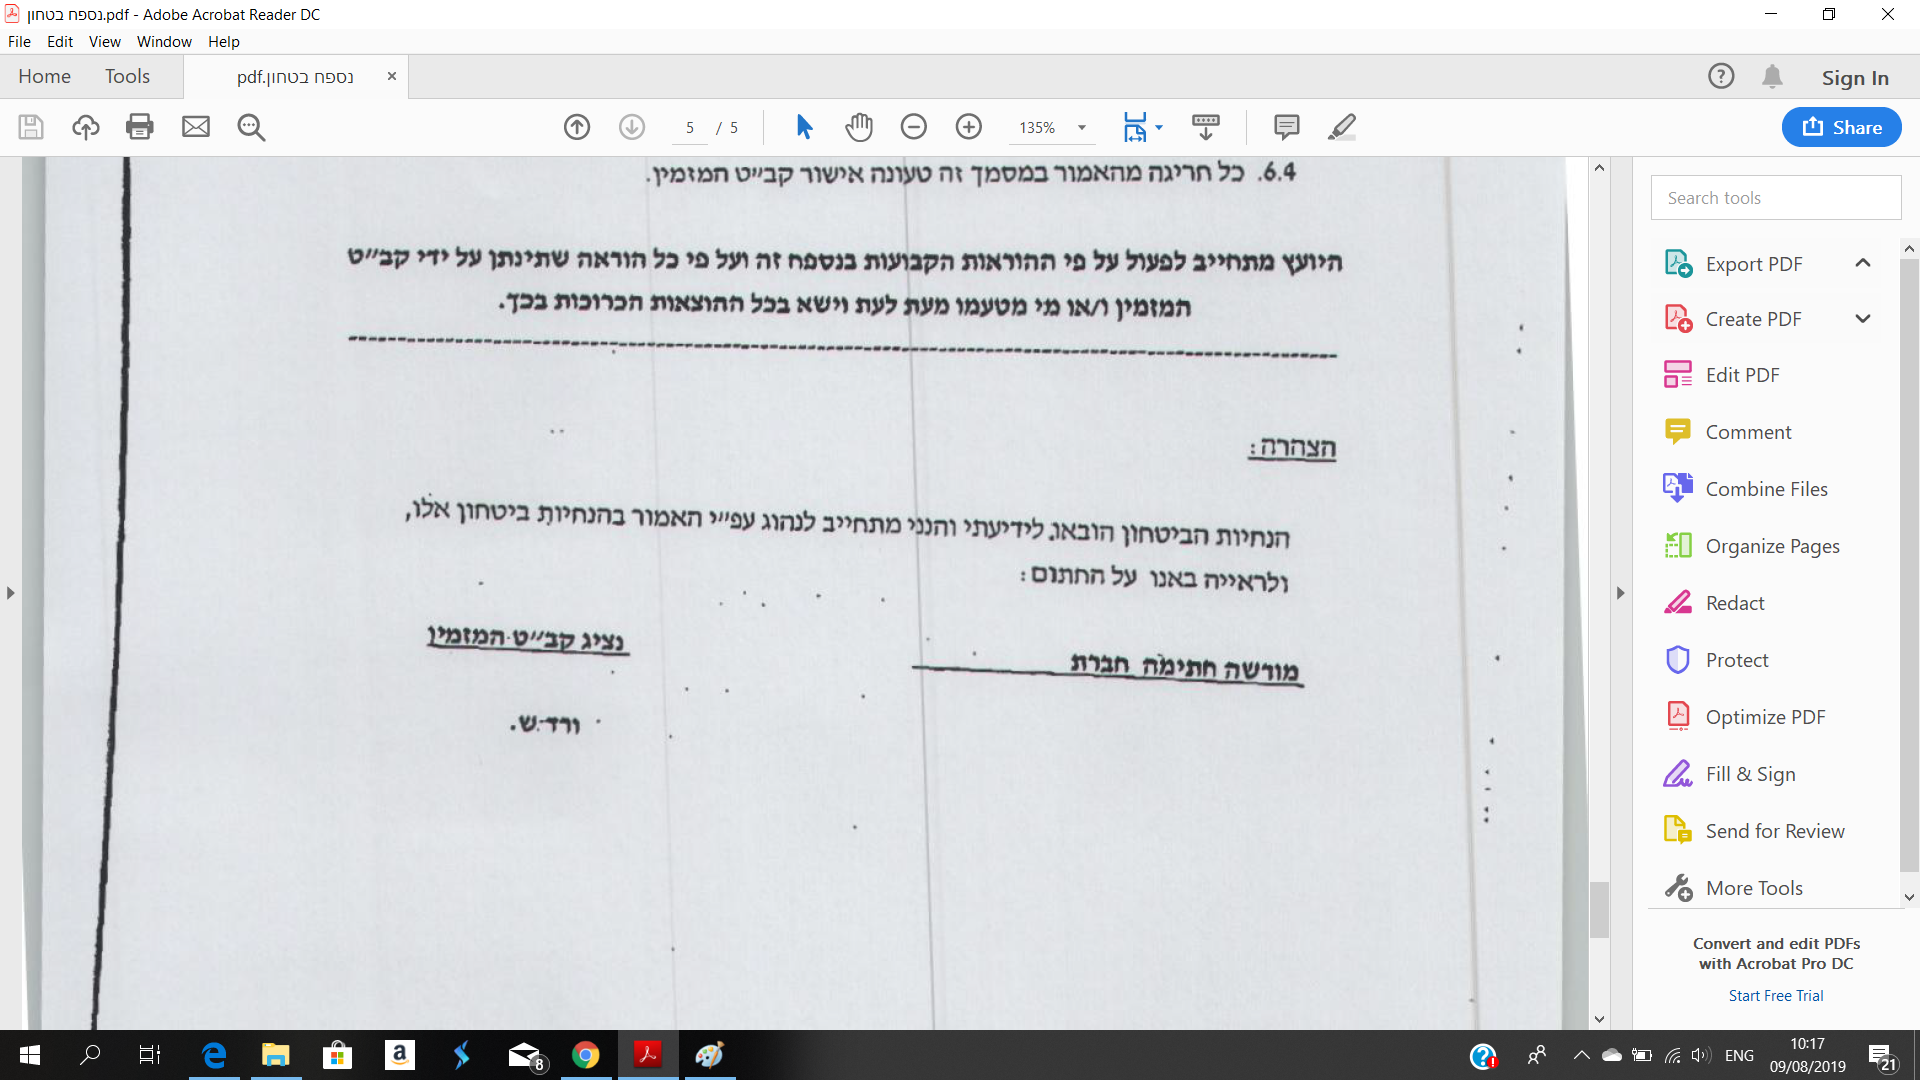 נספח בטחון.pdf - Adobe Acrobat Reader DC
File Edit View Window Help
Home Tools נספח בטחון.pdf × ? Sign In
5 / 5 135% Share
6.4. כל חריגה מהאמור במסמך זה טעונה אישור קב״ט המזמין.
היועץ מתחייב לפעול על פי ההוראות הקבועות בנספח זה ועל פי כל הוראה שתינתן על ידי קב״ט
המזמין ו/או מי מטעמו מעת לעת וישא בכל ההוצאות הכרוכות בכך.
הצהרה:
הנחיות הביטחון הובאו לידיעתי והנני מתחייב לנהוג עפ״י האמור בהנחיות ביטחון אלו,
ולראייה באנו על החתום:
מורשה חתימה חברת ________ נציג קב״ט המזמין
ורד ש.
Search tools
Export PDF
Create PDF
Edit PDF
Comment
Combine Files
Organize Pages
Redact
Protect
Optimize PDF
Fill & Sign
Send for Review
More Tools
Convert and edit PDFs
with Acrobat Pro DC
Start Free Trial
8
ENG
10:17
09/08/2019
21